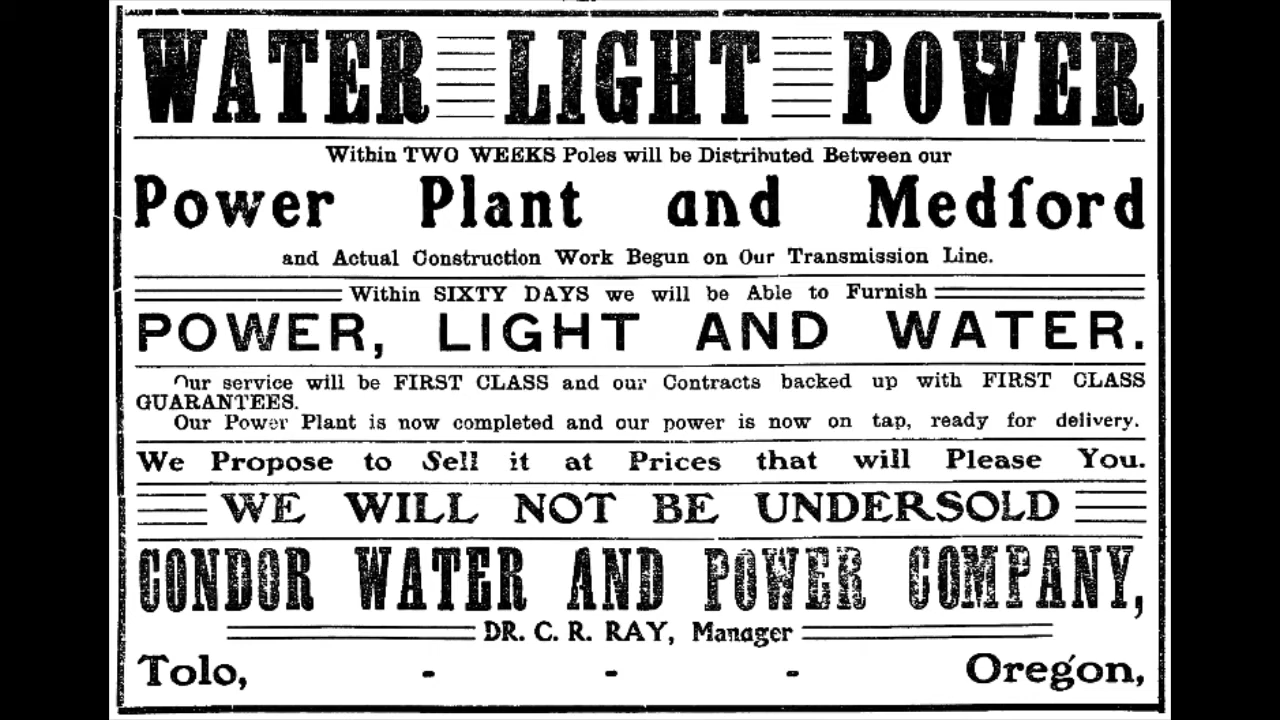 WATER LIGHT POWER
Within TWO WEEKS Poles will be Distributed Between our
Power Plant and Medford
and Actual Construction Work Begun on Our Transmission Line.
Within SIXTY DAYS we will be Able to Furnish
POWER, LIGHT AND WATER.
Our service will be FIRST CLASS and our Contracts backed up with FIRST CLASS
GUARANTEES.
Our Power Plant is now completed and our power is now on tap, ready for delivery.
We Propose to Sell it at Prices that will Please You.
WE WILL NOT BE UNDERSOLD
CONDOR WATER AND POWER COMPANY,
DR. C. R. RAY, Manager
Tolo, - - - Oregon,